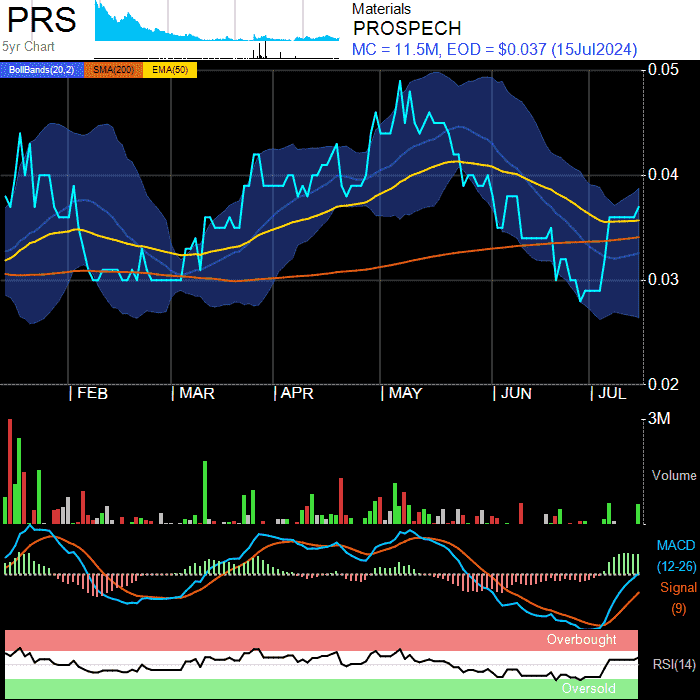 PRS
5yr Chart
Materials
PROSPECH
MC = 11.5M, EOD = $0.037 (15Jul2024)
BollBands(20,2) SMA(200) EMA(50)
0.05
0.04
0.03
0.02
FEB MAR APR MAY JUN JUL
3M
Volume
MACD
(12-26)
Signal
(9)
Overbought
RSI(14)
Oversold